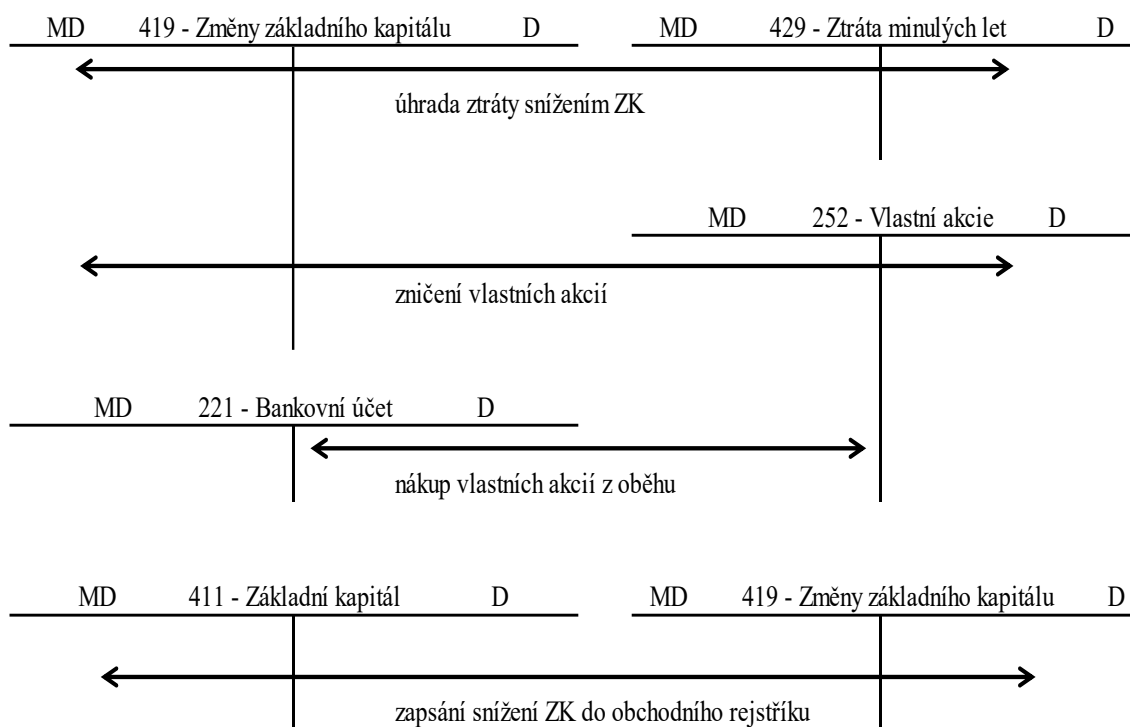 MD 419 - Změny základního kapitálu D MD 429 - Ztráta minulých let D
úhrada ztráty snížením ZK
MD 252 - Vlastní akcie D
zničení vlastních akcií
MD 221 - Bankovní účet D
nákup vlastních akcií z oběhu
MD 411 - Základní kapitál D MD 419 - Změny základního kapitálu D
zapsání snížení ZK do obchodního rejstříku